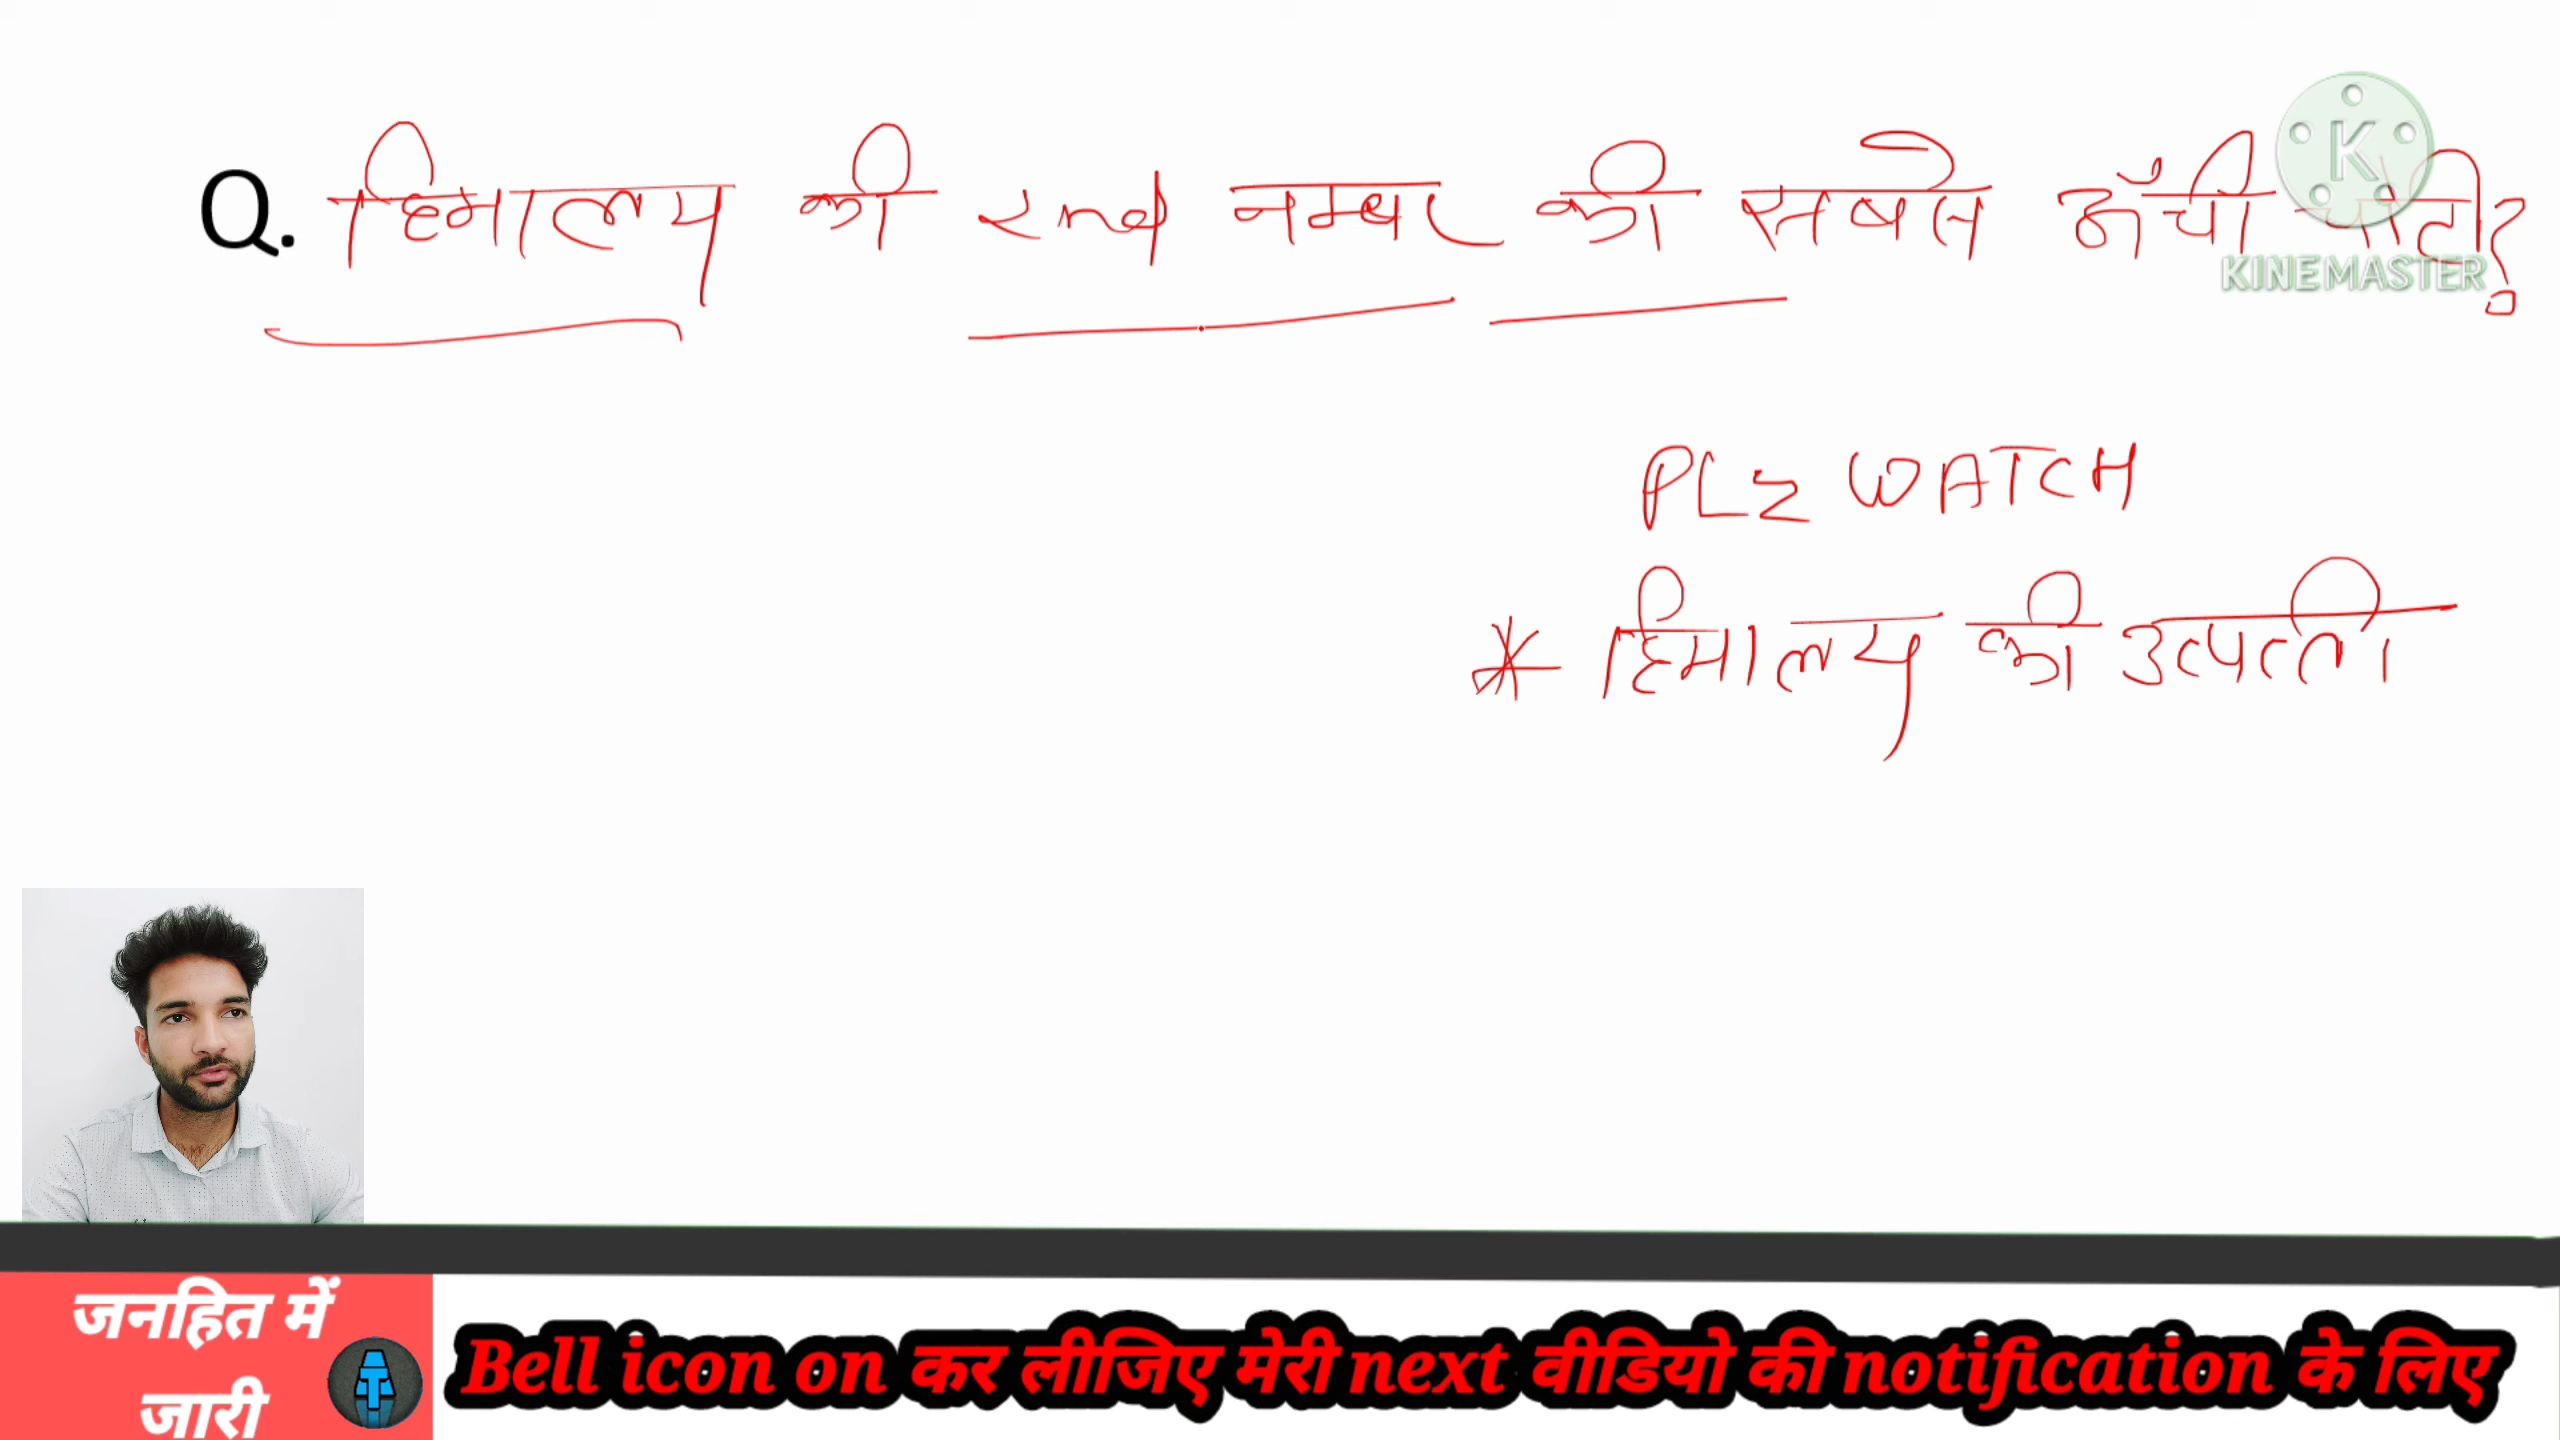 Q. हिमालय की 2nd नम्बर की सबसे ऊँची चोटी?
KINEMASTER
PLZ WATCH
* हिमालय की उत्पत्ती
जनहित में
जारी
Bell icon on कर लीजिए मेरी next वीडियो की notification के लिए